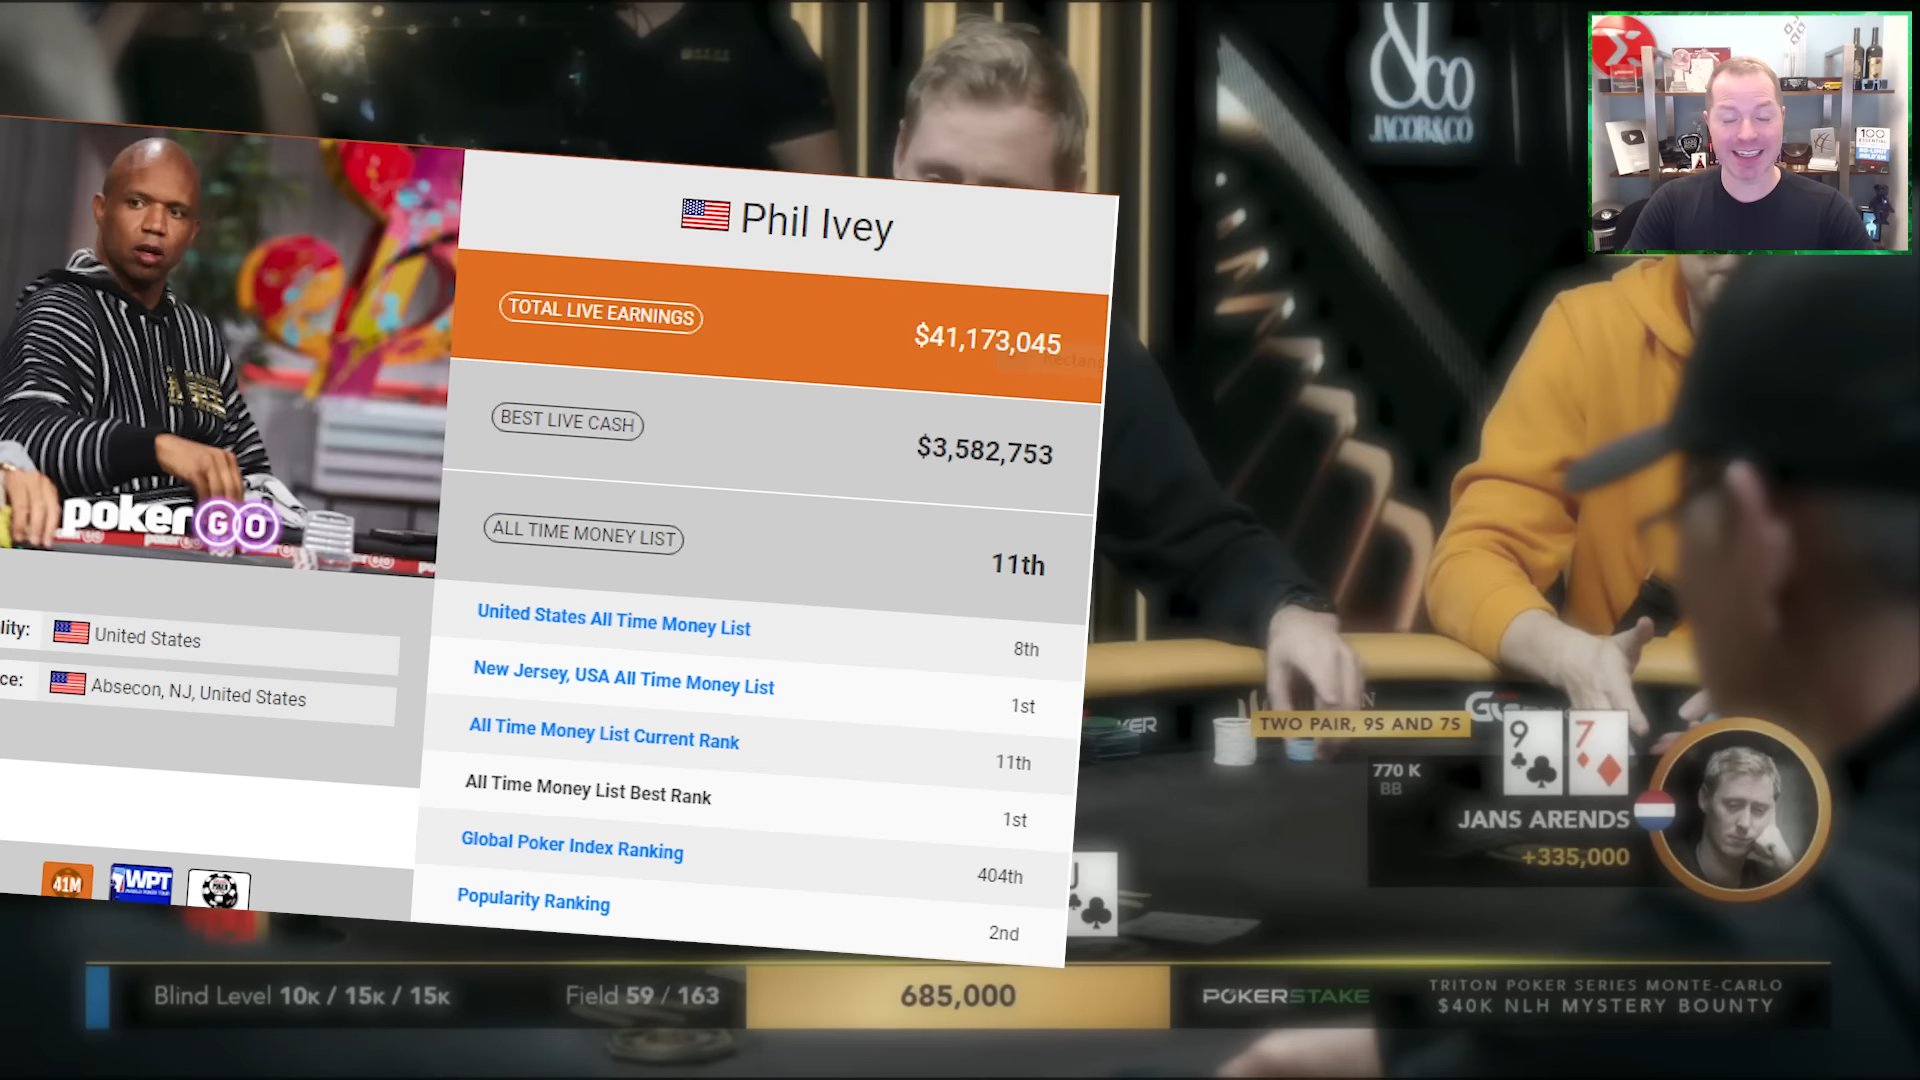 &co
JACOB&CO
100
ESSENTIAL
Phil Ivey
TOTAL LIVE EARNINGS
$41,173,045
BEST LIVE CASH
$3,582,753
ALL TIME MONEY LIST
11th
United States All Time Money List
8th
New Jersey, USA All Time Money List
1st
All Time Money List Current Rank
11th
All Time Money List Best Rank
1st
Global Poker Index Ranking
404th
Popularity Ranking
2nd
poker GO
lity:
United States
ce:
Absecon, NJ, United States
41M
WPT
TWO PAIR, 9S AND 7S
9 7
770 K
BB
JANS ARENDS
+335,000
J
Blind Level 10K / 15K / 15K
Field 59 / 163
685,000
POKERSTAKE
TRITON POKER SERIES MONTE-CARLO
$40K NLH MYSTERY BOUNTY